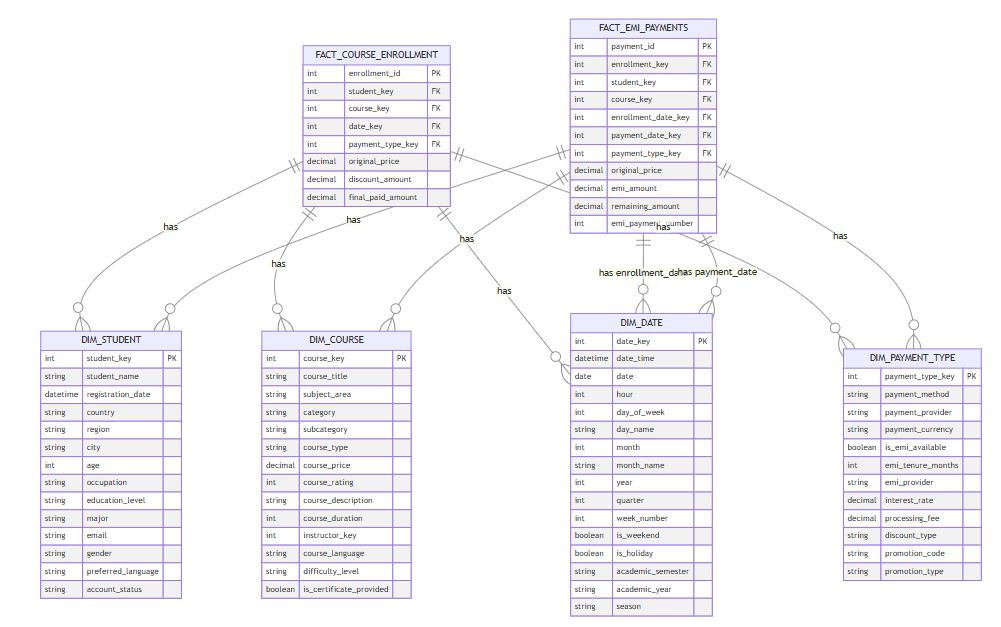 FACT_EMI_PAYMENTS
int payment_id PK
int enrollment_key FK
int student_key FK
int course_key FK
int enrollment_date_key FK
int payment_date_key FK
int payment_type_key FK
decimal original_price
decimal emi_amount
decimal remaining_amount
int emi_payment_number
FACT_COURSE_ENROLLMENT
int enrollment_id PK
int student_key FK
int course_key FK
int date_key FK
int payment_type_key FK
decimal original_price
decimal discount_amount
decimal final_paid_amount
has
has
has
has
has
has
has
has enrollment_date
has payment_date
has
DIM_STUDENT
int student_key PK
string student_name
datetime registration_date
string country
string region
string city
int age
string occupation
string education_level
string major
string email
string gender
string preferred_language
string account_status
DIM_COURSE
int course_key PK
string course_title
string subject_area
string category
string subcategory
string course_type
decimal course_price
int course_rating
string course_description
int course_duration
int instructor_key
string course_language
string difficulty_level
boolean is_certificate_provided
DIM_DATE
int date_key PK
datetime date_time
date date
int hour
int day_of_week
string day_name
int month
string month_name
int year
int quarter
int week_number
boolean is_weekend
boolean is_holiday
string academic_semester
string academic_year
string season
DIM_PAYMENT_TYPE
int payment_type_key PK
string payment_method
string payment_provider
string payment_currency
boolean is_emi_available
int emi_tenure_months
string emi_provider
decimal interest_rate
decimal processing_fee
string discount_type
string promotion_code
string promotion_type